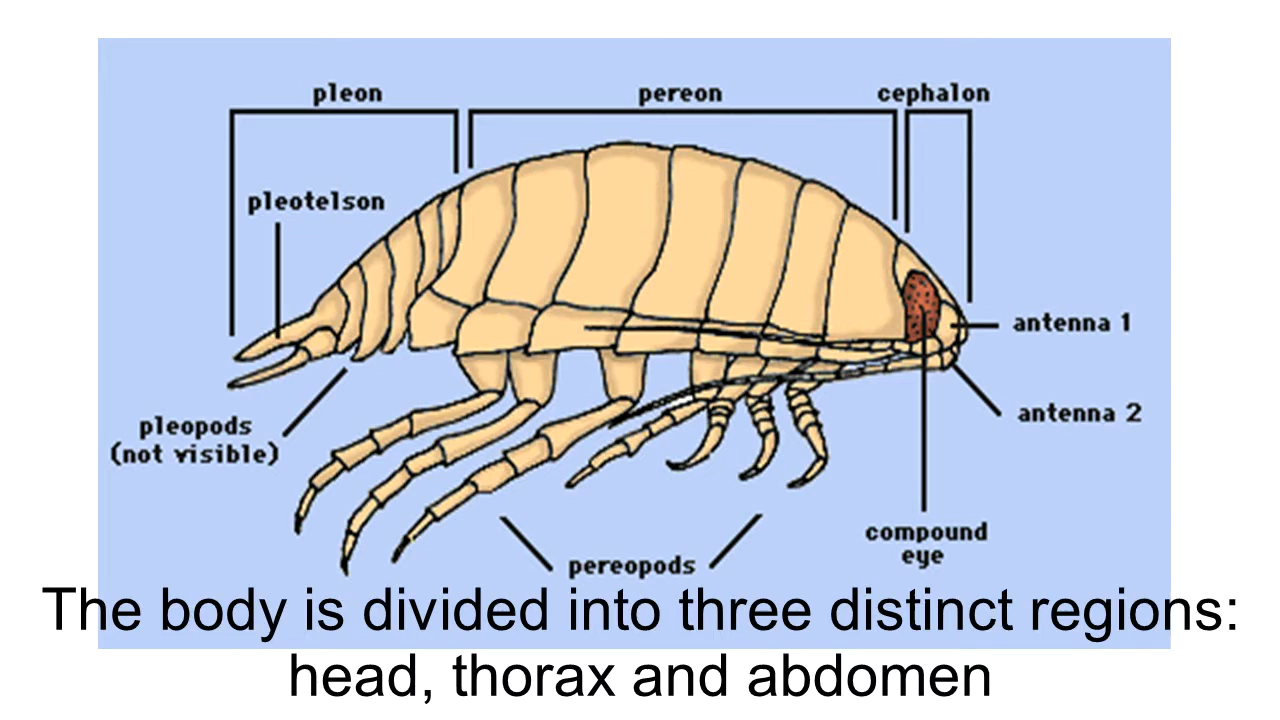 pleon
pereon
cephalon
pleotelson
antenna 1
antenna 2
pleopods
(not visible)
compound
eye
pereopods
The body is divided into three distinct regions:
head, thorax and abdomen